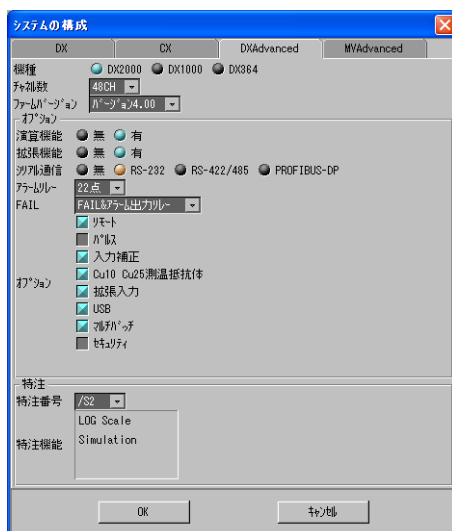 システムの構成
DX CX DXAdvanced MVAdvanced
機種 DX2000 DX1000 DX364
ﾁｬﾈﾙ数 48CH
ﾌｧｰﾑﾊﾞｰｼﾞｮﾝ ﾊﾞｰｼﾞｮﾝ4.00
ｵﾌﾟｼｮﾝ
演算機能 無 有
拡張機能 無 有
ｼﾘｱﾙ通信 無 RS-232 RS-422/485 PROFIBUS-DP
ｱﾗｰﾑﾘﾚｰ 22点
FAIL FAIL&ｱﾗｰﾑ出力ﾘﾚｰ
ﾘﾓｰﾄ
ﾊﾟﾙｽ
入力補正
Cu10 Cu25測温抵抗体
ｵﾌﾟｼｮﾝ
拡張入力
USB
ﾏﾙﾁﾊﾞｯﾁ
ｾｷｭﾘﾃｨ
特注
特注番号 /S2
LOG Scale
Simulation
特注機能
OK ｷｬﾝｾﾙ